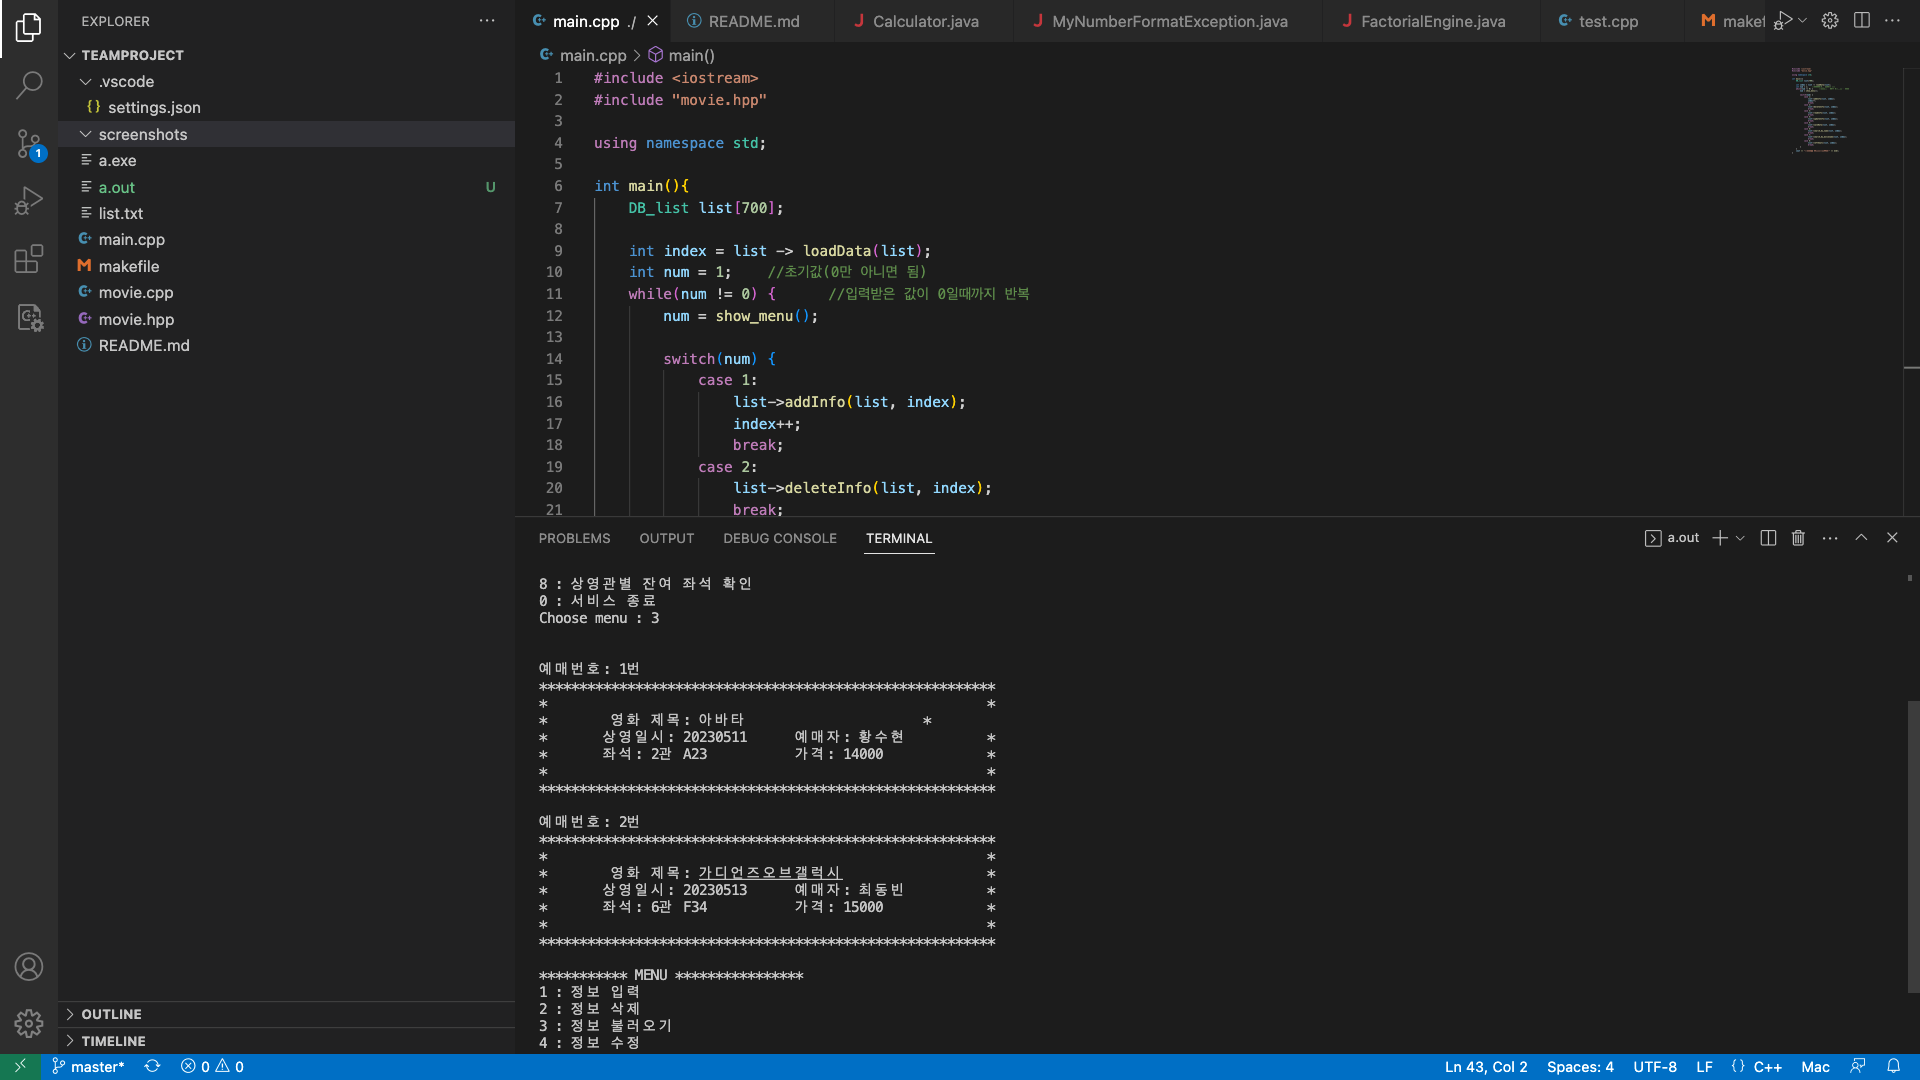 EXPLORER
TEAMPROJECT
.vscode
{} settings.json
screenshots
a.exe
a.out U
list.txt
main.cpp
makefile
movie.cpp
movie.hpp
README.md
OUTLINE
TIMELINE
1
main.cpp ./
README.md
Calculator.java
MyNumberFormatException.java
FactorialEngine.java
test.cpp
makef
main.cpp > main()
1 #include <iostream>
2 #include "movie.hpp"
3
4 using namespace std;
5
6 int main(){
7 DB_list list[700];
8
9 int index = list -> loadData(list);
10 int num = 1; //초기값(0만 아니면 됨)
11 while(num != 0) { //입력받은 값이 0일때까지 반복
12 num = show_menu();
13
14 switch(num) {
15 case 1:
16 list->addInfo(list, index);
17 index++;
18 break;
19 case 2:
20 list->deleteInfo(list, index);
21 break;
PROBLEMS OUTPUT DEBUG CONSOLE TERMINAL
a.out
8 : 상영관별 잔여 좌석 확인
0 : 서비스 종료
Choose menu : 3
예매번호: 1번
*********************************************************
* *
* 영화 제목: 아바타 *
* 상영일시: 20230511 예매자: 황수현 *
* 좌석: 2관 A23 가격: 14000 *
* *
*********************************************************
예매번호: 2번
*********************************************************
* *
* 영화 제목: 가디언즈오브갤럭시 *
* 상영일시: 20230513 예매자: 최동빈 *
* 좌석: 6관 F34 가격: 15000 *
* *
*********************************************************
*********** MENU ****************
1 : 정보 입력
2 : 정보 삭제
3 : 정보 불러오기
4 : 정보 수정
master* 0 0
Ln 43, Col 2 Spaces: 4 UTF-8 LF {} C++ Mac